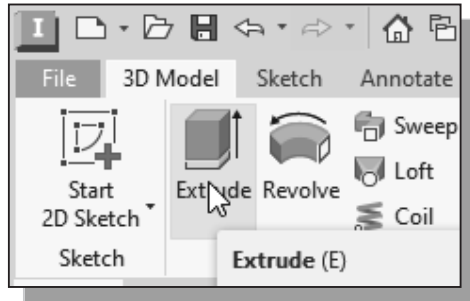 I
File 3D Model Sketch Annotate
Start
2D Sketch
Extrude
Revolve
Sweep
Loft
Coil
Sketch
Extrude (E)